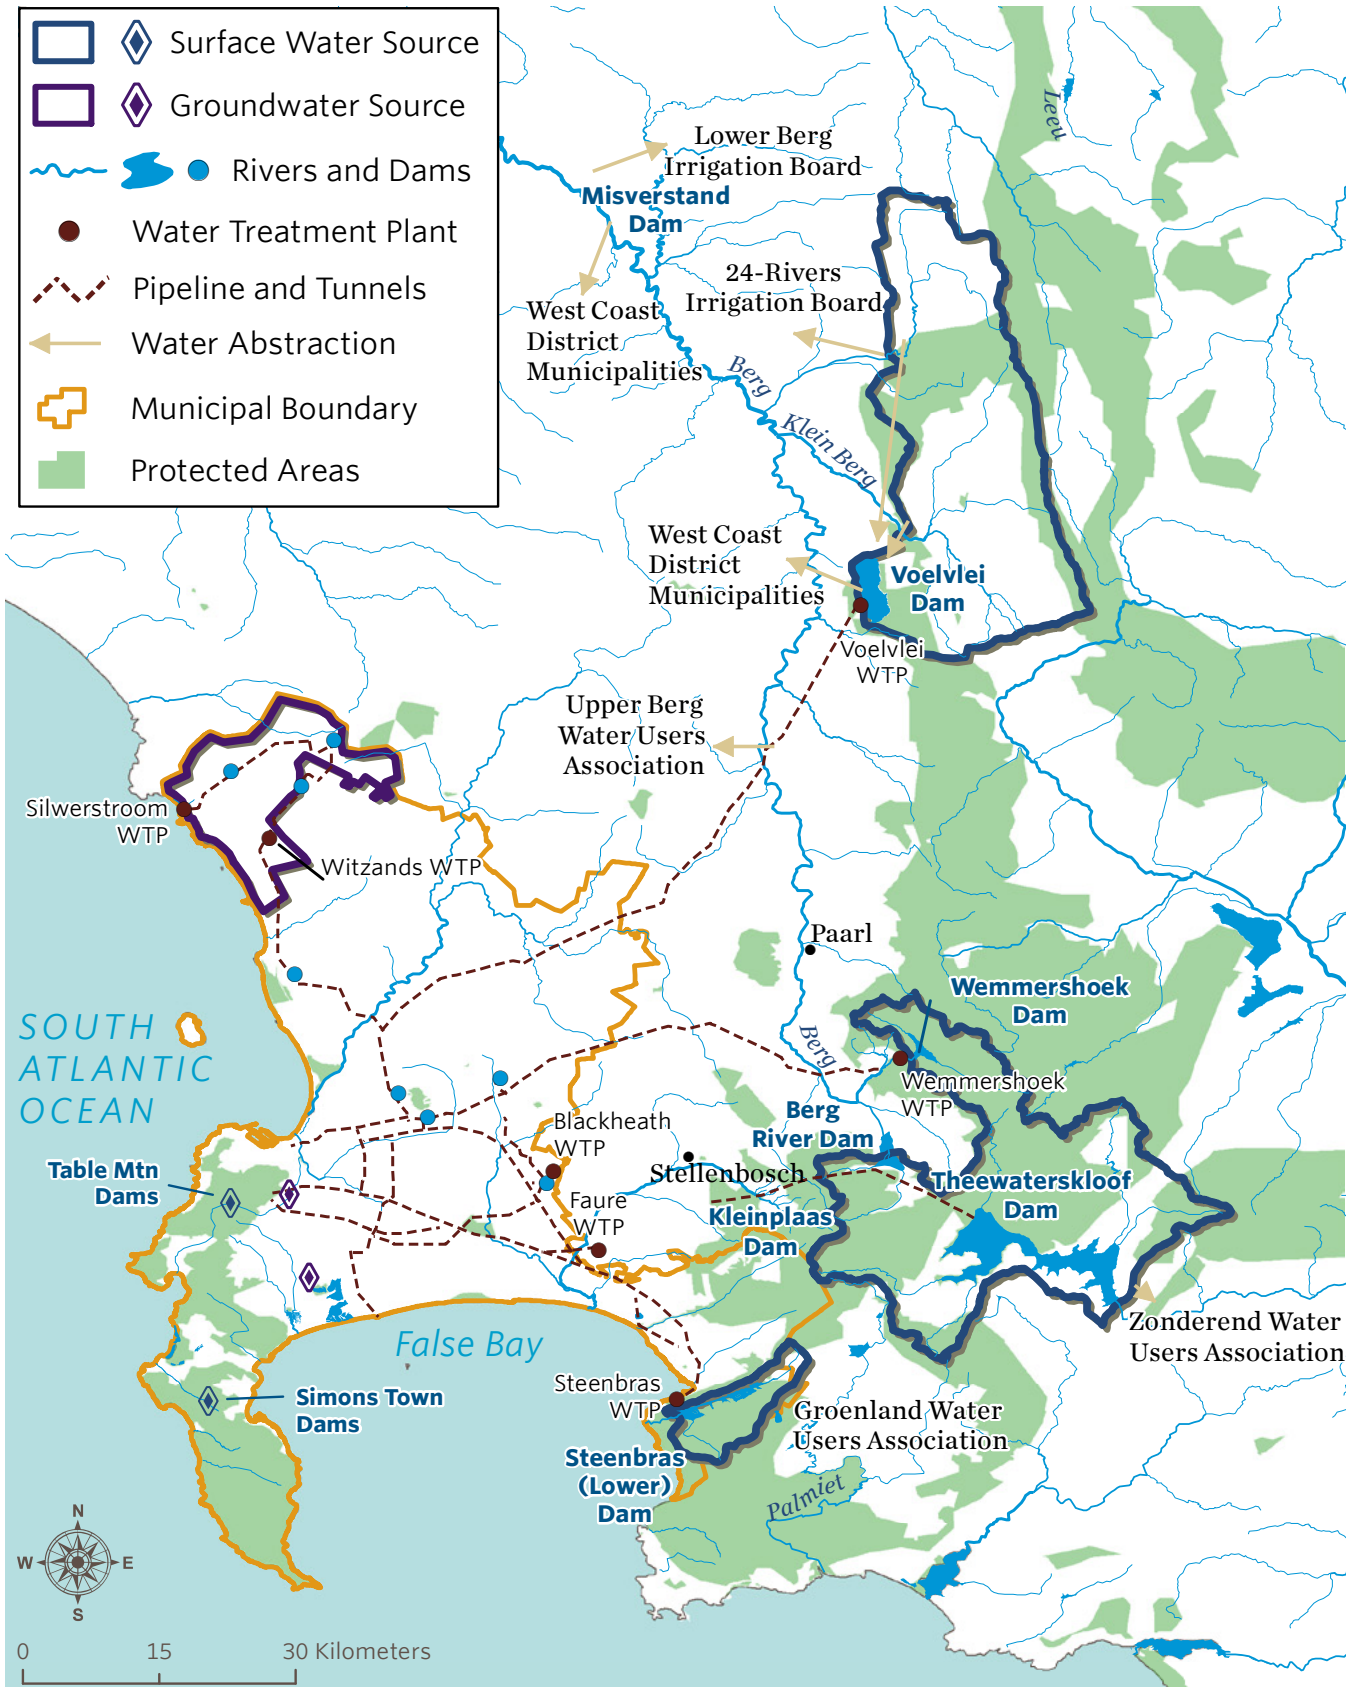 Surface Water Source
Groundwater Source
Rivers and Dams
Water Treatment Plant
Pipeline and Tunnels
Water Abstraction
Municipal Boundary
Protected Areas
Leeu
Lower Berg
Irrigation Board
Misverstand
Dam
24-Rivers
Irrigation Board
West Coast
District
Municipalities
Berg
Klein Berg
West Coast
District
Municipalities
Voelvlei
Dam
Voelvlei
WTP
Upper Berg
Water Users
Association
Silwerstroom
WTP
Witzands WTP
Paarl
Wemmershoek
Dam
SOUTH
ATLANTIC
OCEAN
Berg
Wemmershoek
WTP
Berg
River Dam
Blackheath
WTP
Stellenbosch
Table Mtn
Dams
Theewaterskloof
Dam
Faure
WTP
Kleinplaas
Dam
Zonderend Water
Users Association
False Bay
Steenbras
WTP
Simons Town
Dams
Groenland Water
Users Association
Steenbras
(Lower)
Dam
Palmiet
N
W
E
S
0
15
30 Kilometers